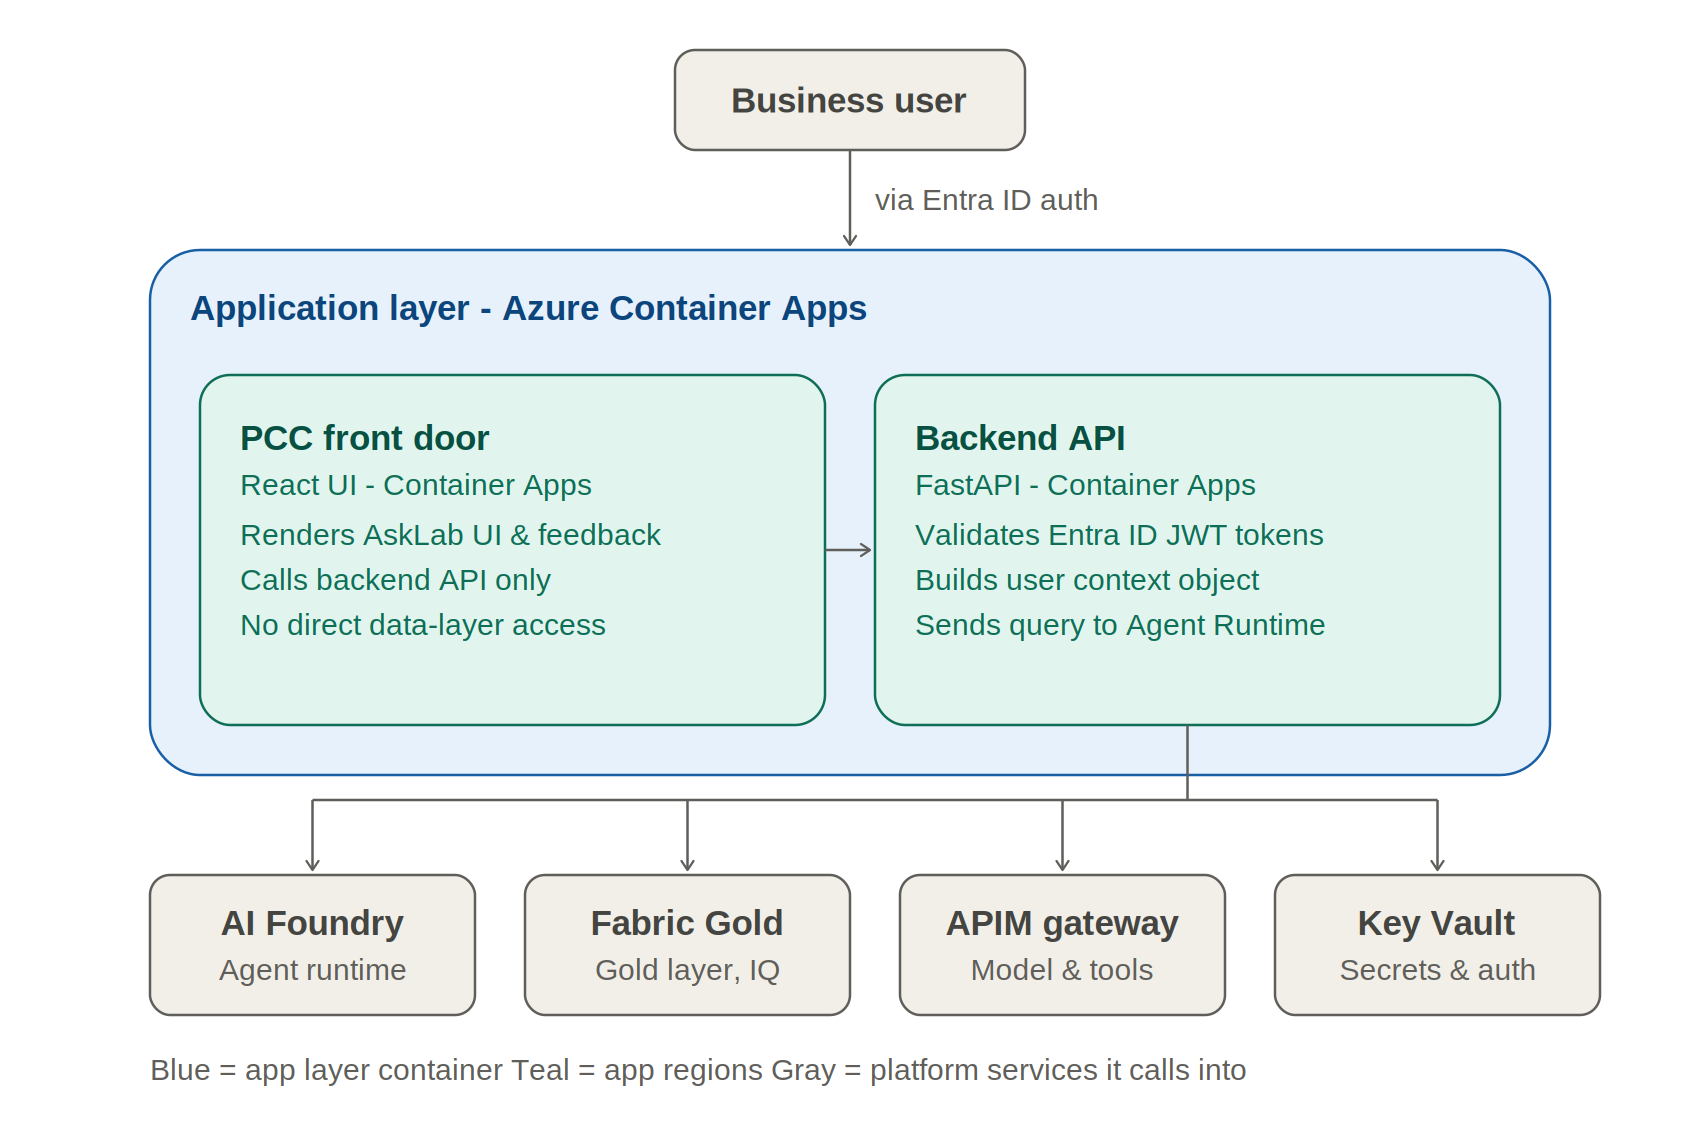 Business user
via Entra ID auth
Application layer - Azure Container Apps
PCC front door
React UI - Container Apps
Renders AskLab UI & feedback
Calls backend API only
No direct data-layer access
Backend API
FastAPI - Container Apps
Validates Entra ID JWT tokens
Builds user context object
Sends query to Agent Runtime
AI Foundry
Agent runtime
Fabric Gold
Gold layer, IQ
APIM gateway
Model & tools
Key Vault
Secrets & auth
Blue = app layer container Teal = app regions Gray = platform services it calls into